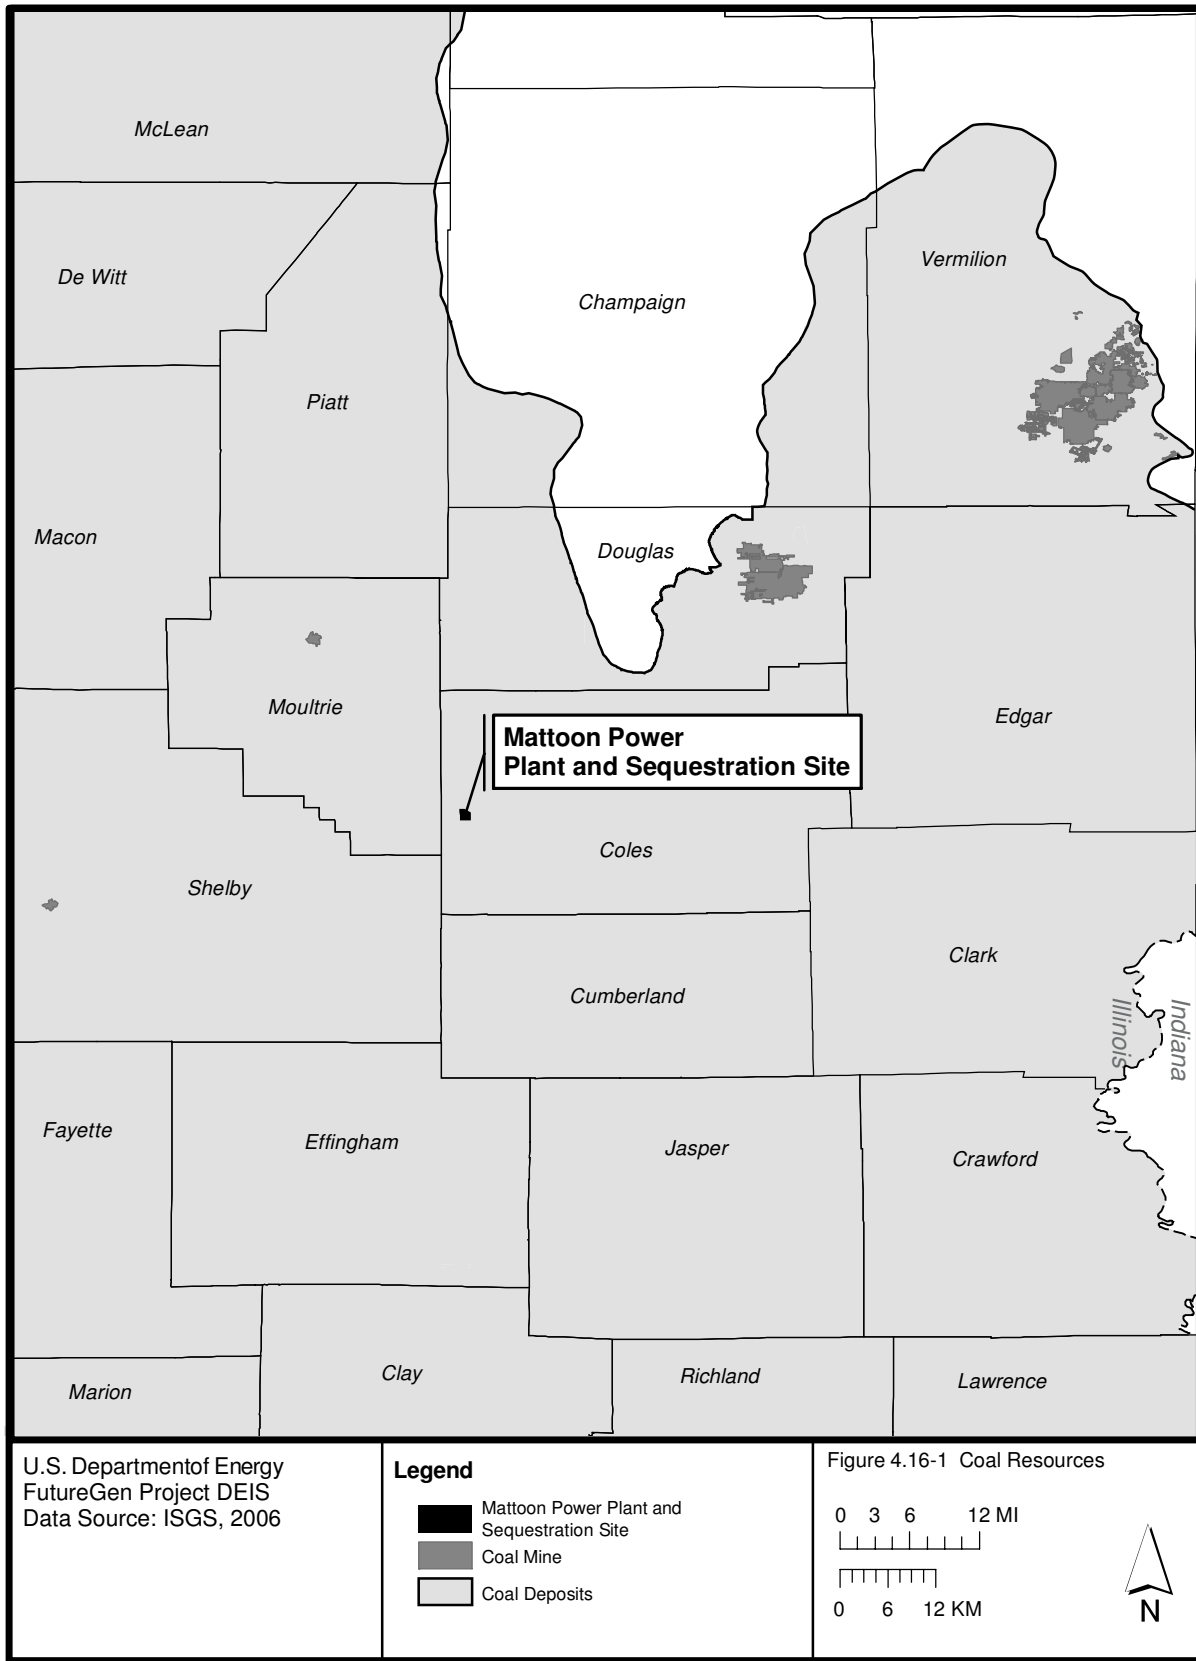 McLean
De Witt
Vermilion
Champaign
Piatt
Macon
Douglas
Moultrie
Edgar
Mattoon Power
Plant and Sequestration Site
Coles
Shelby
Clark
Cumberland
Illinois
Indiana
Fayette
Effingham
Jasper
Crawford
Clay
Richland
Lawrence
Marion
U.S. Departmentof Energy
FutureGen Project DEIS
Data Source: ISGS, 2006
Legend
Mattoon Power Plant and
Sequestration Site
Coal Mine
Coal Deposits
Figure 4.16-1 Coal Resources
0 3 6 12 MI
0 6 12 KM
N